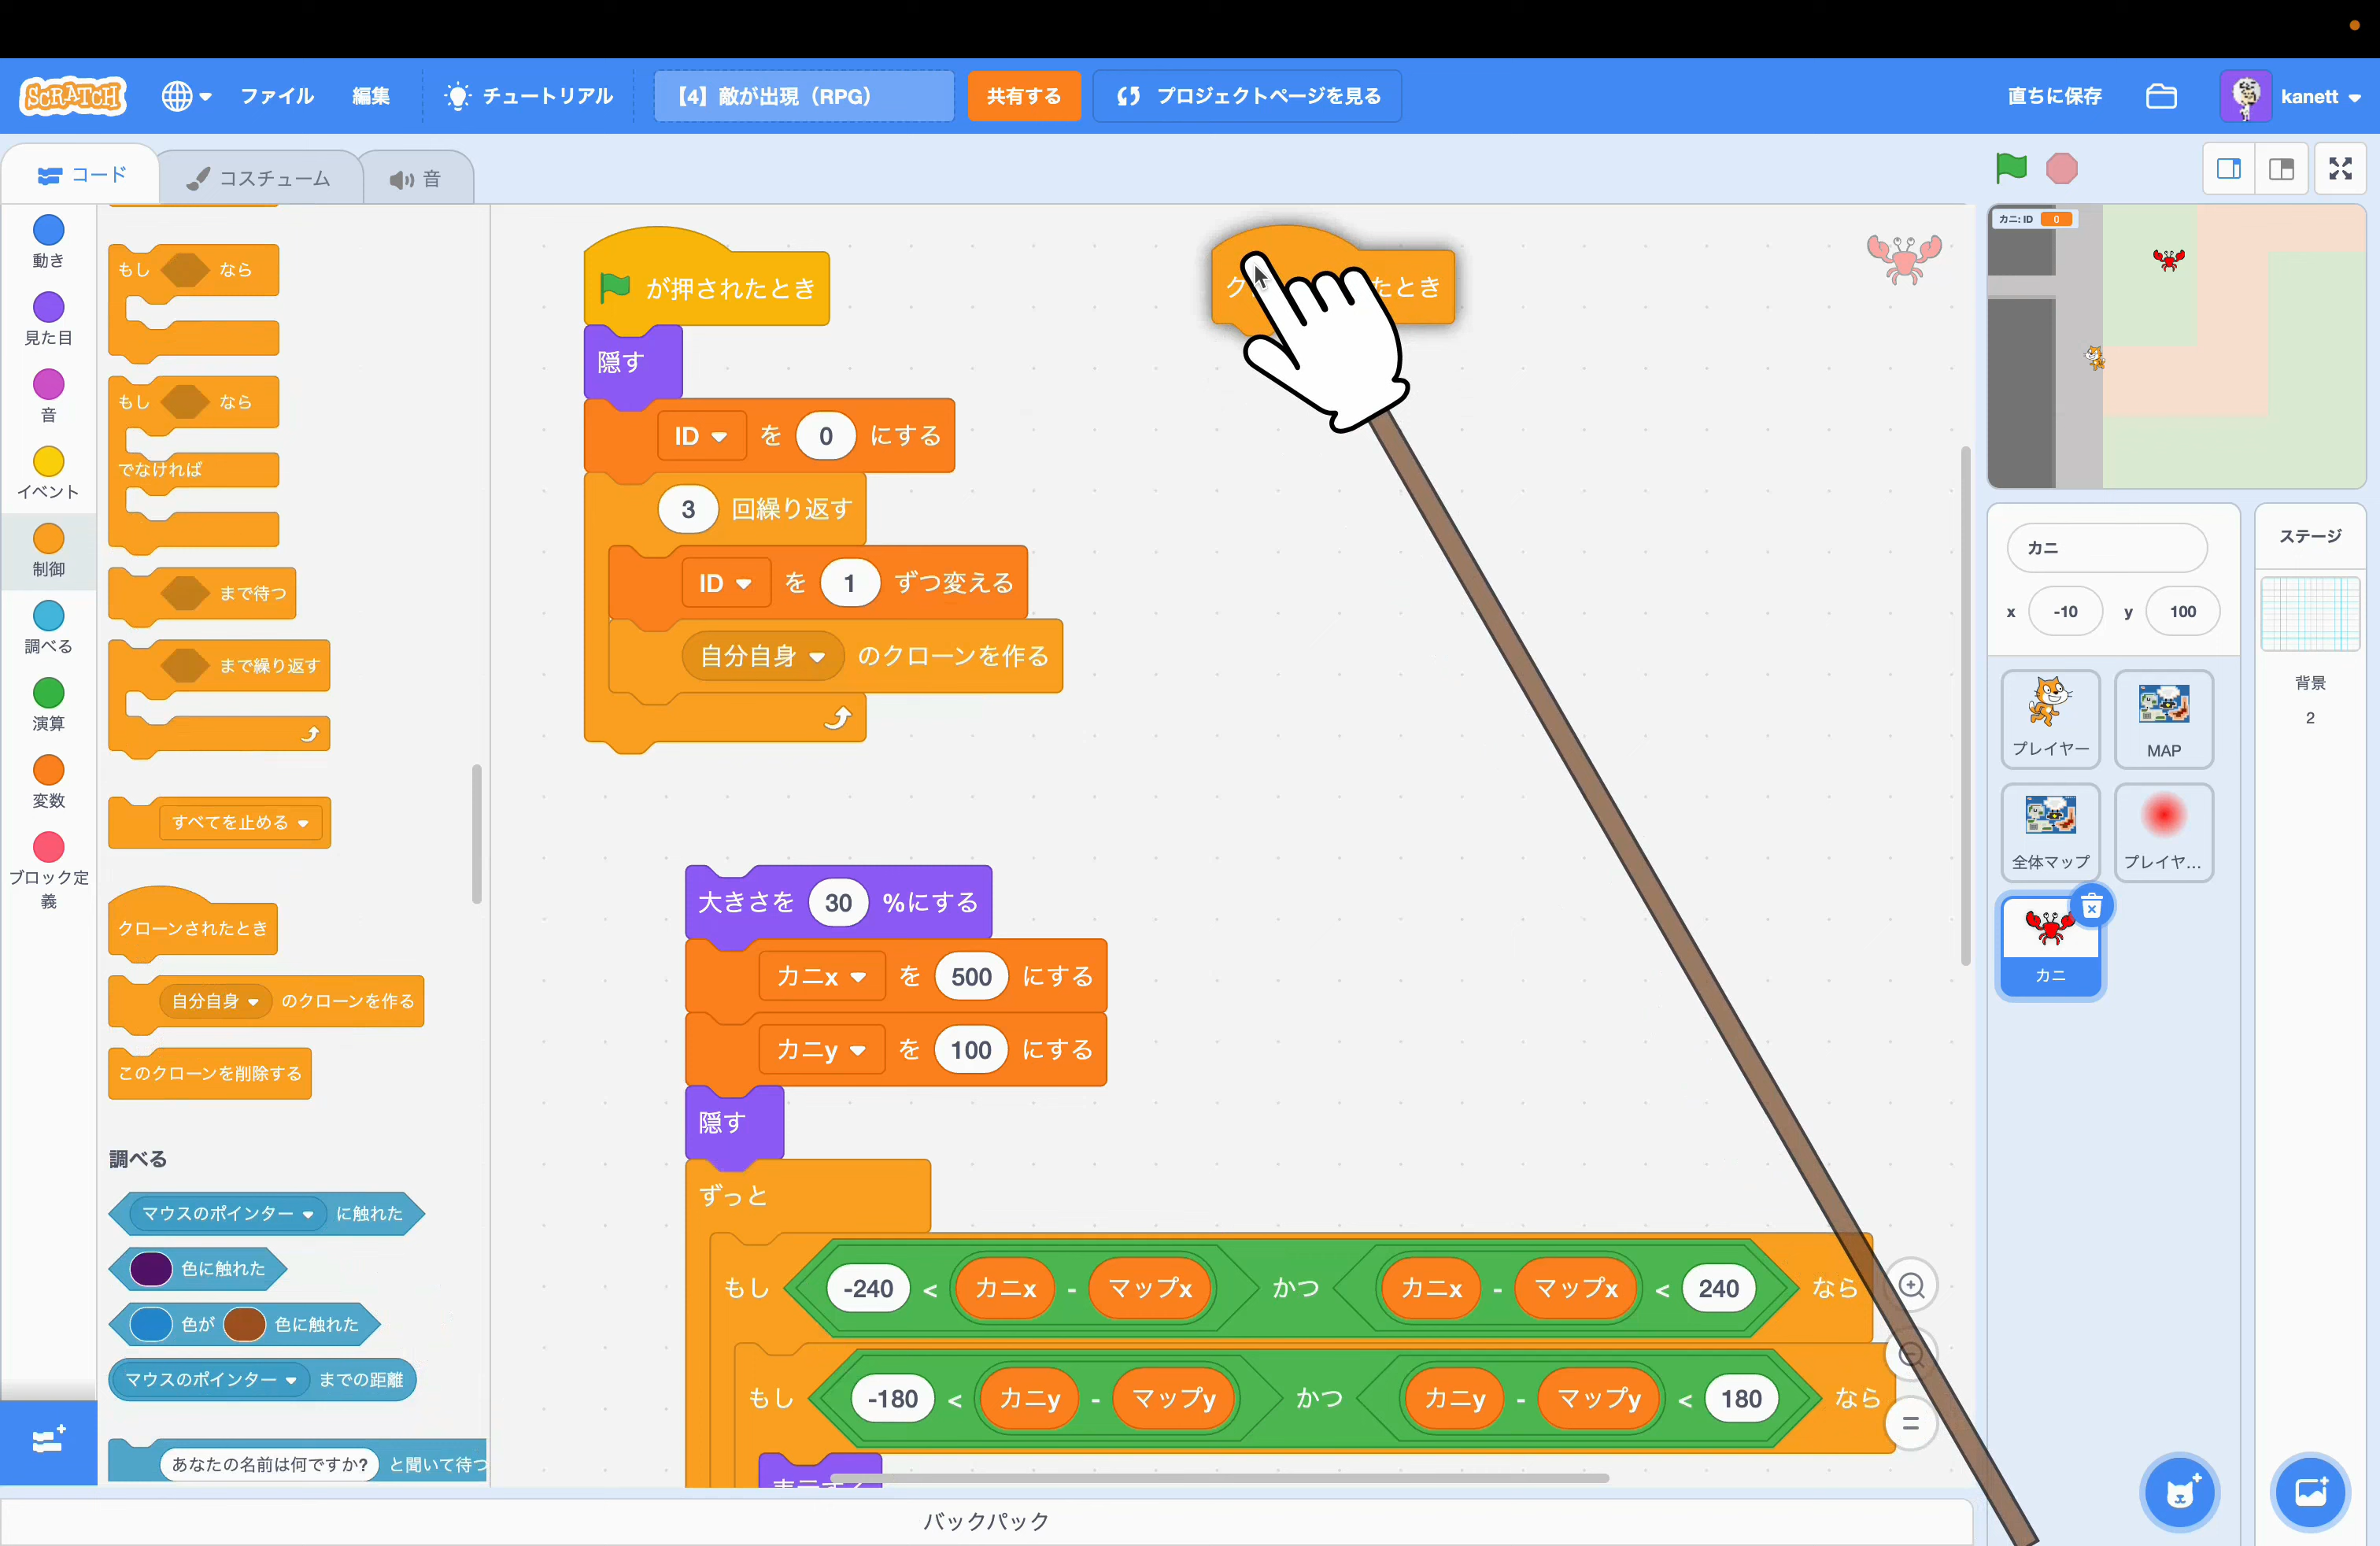 SCRATCH
ファイル
編集
チュートリアル
【4】敵が出現（RPG）
共有する
プロジェクトページを見る
直ちに保存
kanett
コード
コスチューム
音
動き
見た目
音
イベント
制御
調べる
演算
変数
ブロック定
義
もし なら
もし なら
でなければ
まで待つ
まで繰り返す
すべてを止める
クローンされたとき
自分自身 のクローンを作る
このクローンを削除する
調べる
マウスのポインター に触れた
色に触れた
色が 色に触れた
マウスのポインター までの距離
あなたの名前は何ですか? と聞いて待つ
が押されたとき
隠す
ID を 0 にする
3 回繰り返す
ID を 1 ずつ変える
自分自身 のクローンを作る
たとき
大きさを 30 %にする
カニx を 500 にする
カニy を 100 にする
隠す
ずっと
もし -240 < カニx - マップx かつ カニx - マップx < 240 なら
もし -180 < カニy - マップy かつ カニy - マップy < 180 なら
バックパック
カニ: ID 0
カニ
x -10 y 100
プレイヤー
MAP
全体マップ
プレイヤ...
カニ
ステージ
背景
2